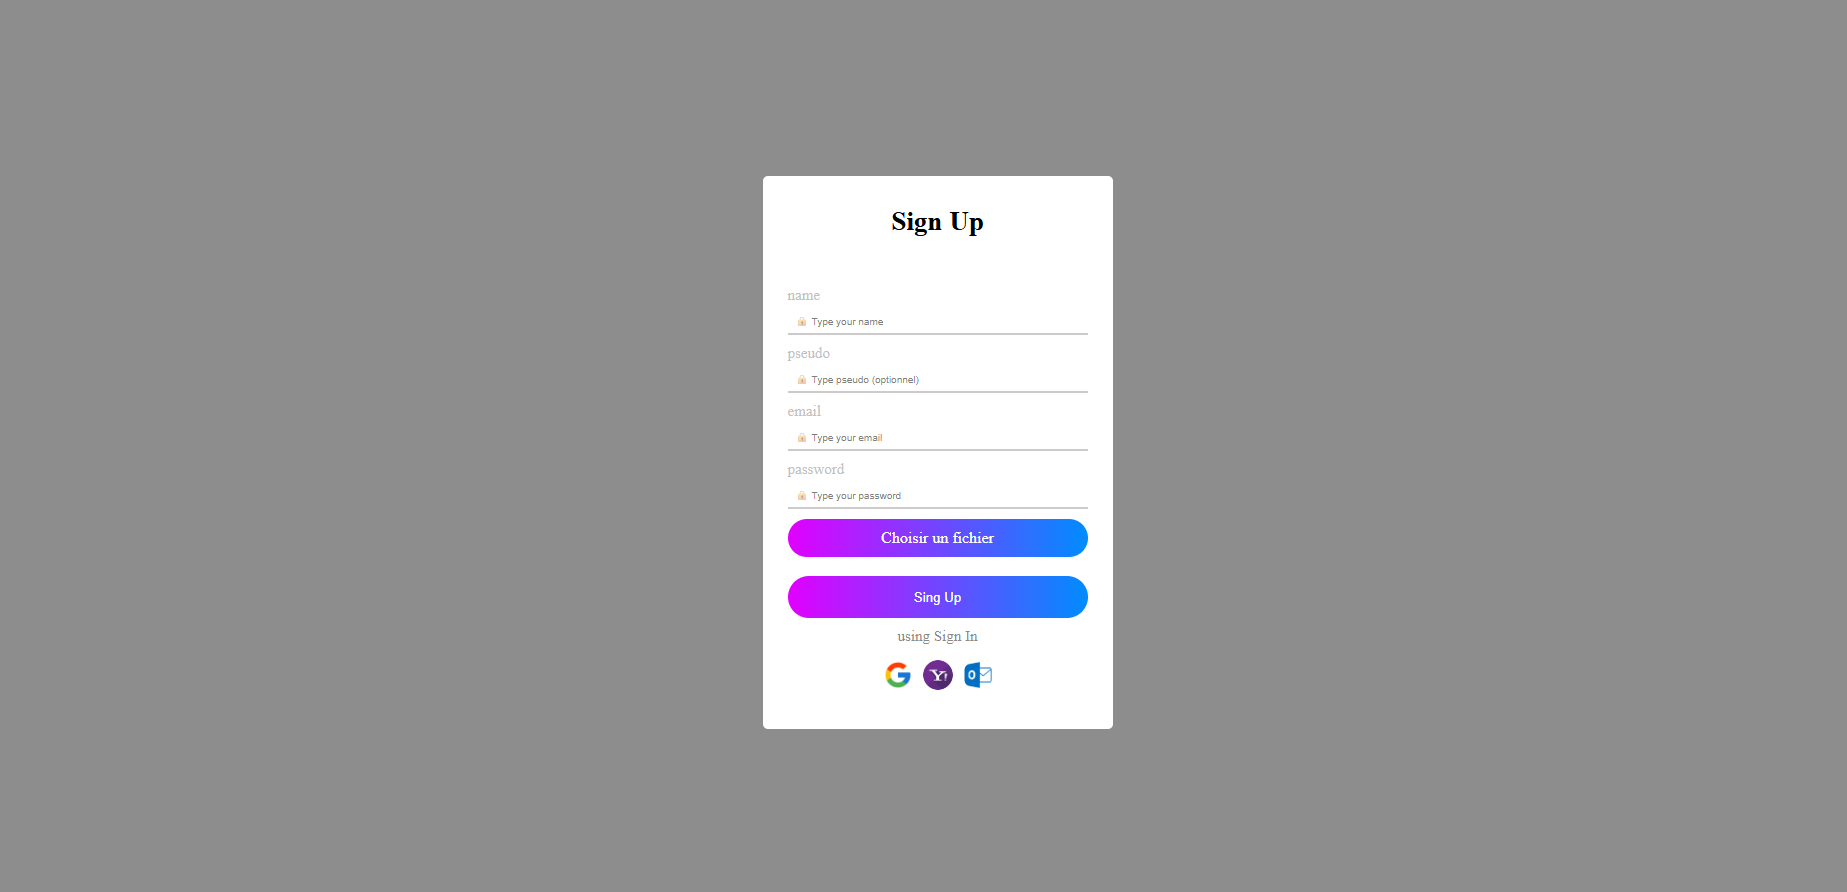 Sign Up
name
Type your name
pseudo
Type pseudo (optionnel)
email
Type your email
password
Type your password
Choisir un fichier
Sing Up
using Sign In